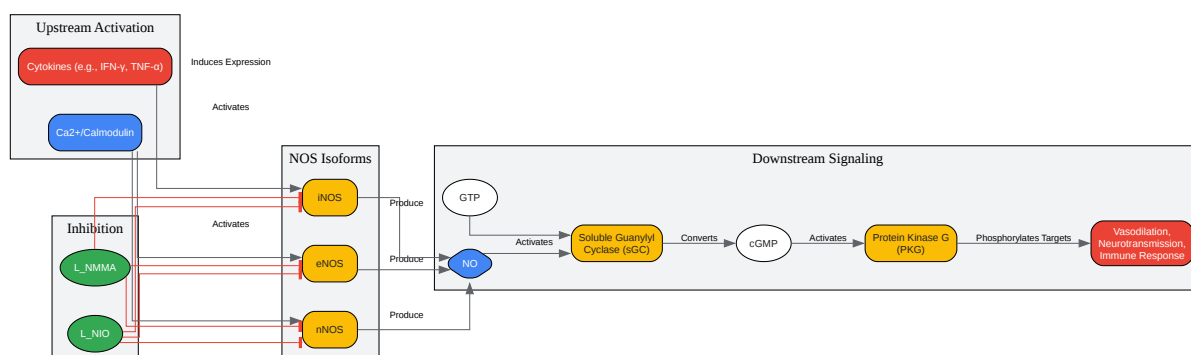 Upstream Activation
Cytokines (e.g., IFN-γ, TNF-α)
Induces Expression
Activates
Ca2+/Calmodulin
NOS Isoforms
Downstream Signaling
iNOS
Produce
GTP
Inhibition
Activates
L_NMMA
eNOS
Produce
NO
Activates
Soluble Guanylyl
Cyclase (sGC)
Converts
cGMP
Activates
Protein Kinase G
(PKG)
Phosphorylates Targets
Vasodilation,
Neurotransmission,
Immune Response
L_NIO
nNOS
Produce